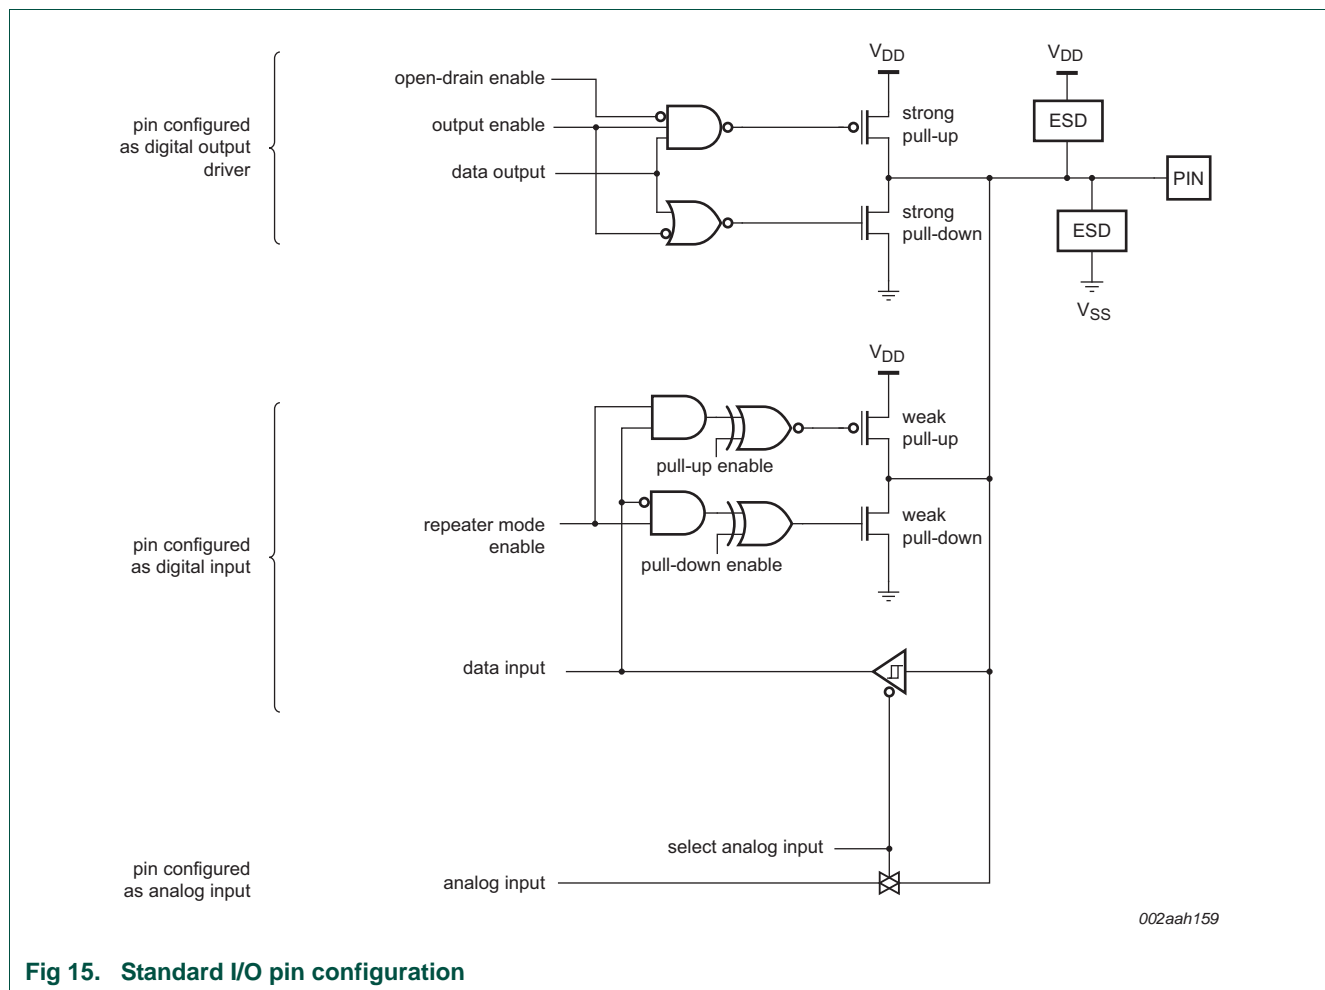 VDD
VDD
open-drain enable
strong
pull-up
ESD
pin configured
as digital output
driver
output enable
data output
PIN
strong
pull-down
ESD
VSS
VDD
weak
pull-up
pull-up enable
repeater mode
enable
weak
pull-down
pin configured
as digital input
pull-down enable
data input
select analog input
pin configured
as analog input
analog input
002aah159
Fig 15. Standard I/O pin configuration